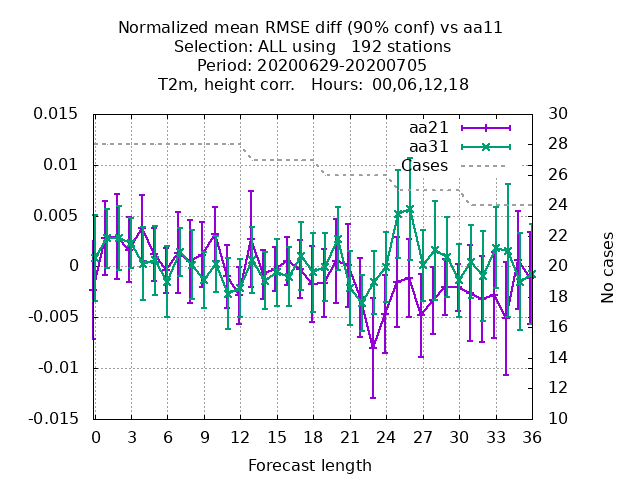 Normalized mean RMSE diff (90% conf) vs aa11
Selection: ALL using   192 stations
Period: 20200629-20200705
T2m, height corr.   Hours:  00,06,12,18
0.015
0.01
0.005
0
-0.005
-0.01
-0.015
30
28
26
24
22
20
18
16
14
12
10
aa21
aa31
Cases
No cases
0 3 6 9 12 15 18 21 24 27 30 33 36
Forecast length